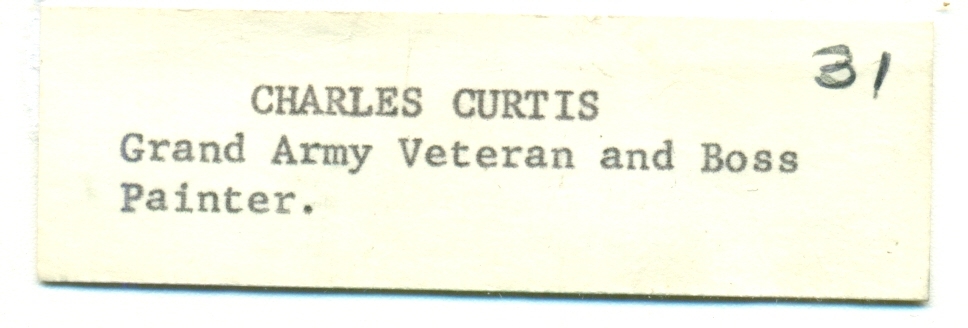 31
CHARLES CURTIS
Grand Army Veteran and Boss
Painter.